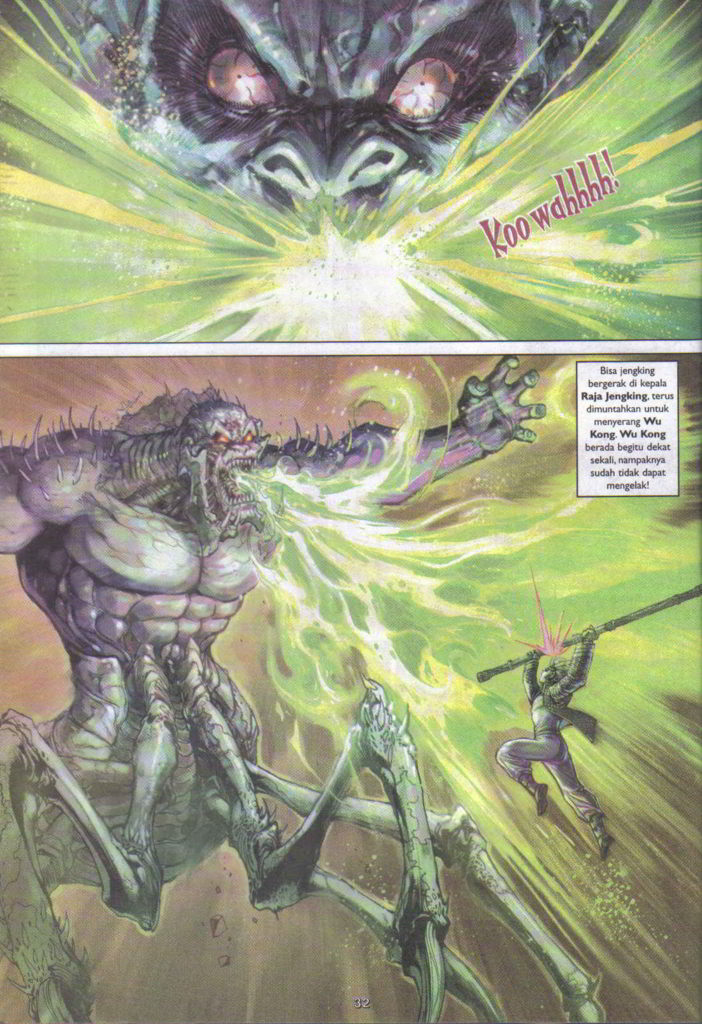 Koo wahhhh!
Bisa jengking
bergerak di kepala
Raja Jengking, terus
dimuntahkan untuk
menyerang Wu
Kong. Wu Kong
berada begitu dekat
sekali, nampaknya
sudah tidak dapat
mengelak!
32